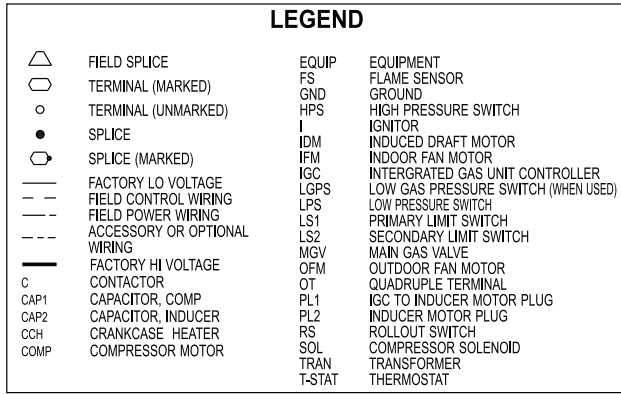 LEGEND
FIELD SPLICE
TERMINAL (MARKED)
TERMINAL (UNMARKED)
SPLICE
SPLICE (MARKED)
FACTORY LO VOLTAGE
FIELD CONTROL WIRING
FIELD POWER WIRING
ACCESSORY OR OPTIONAL
WIRING
FACTORY HI VOLTAGE
C CONTACTOR
CAP1 CAPACITOR, COMP
CAP2 CAPACITOR, INDUCER
CCH CRANKCASE HEATER
COMP COMPRESSOR MOTOR
EQUIP EQUIPMENT
FS FLAME SENSOR
GND GROUND
HPS HIGH PRESSURE SWITCH
I IGNITOR
IDM INDUCED DRAFT MOTOR
IFM INDOOR FAN MOTOR
IGC INTERGRATED GAS UNIT CONTROLLER
LGPS LOW GAS PRESSURE SWITCH (WHEN USED)
LPS LOW PRESSURE SWITCH
LS1 PRIMARY LIMIT SWITCH
LS2 SECONDARY LIMIT SWITCH
MGV MAIN GAS VALVE
OFM OUTDOOR FAN MOTOR
OT QUADRUPLE TERMINAL
PL1 IGC TO INDUCER MOTOR PLUG
PL2 INDUCER MOTOR PLUG
RS ROLLOUT SWITCH
SOL COMPRESSOR SOLENOID
TRAN TRANSFORMER
T-STAT THERMOSTAT